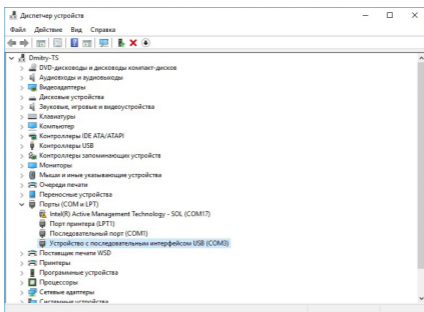 Диспетчер устройств
Файл Действие Вид Справка
Dmitry-TS
DVD-дисководы и дисководы компакт-дисков
Аудиовходы и аудиовыходы
Видеоадаптеры
Дисковые устройства
Звуковые, игровые и видеоустройства
Клавиатуры
Компьютер
Контроллеры IDE ATA/ATAPI
Контроллеры USB
Контроллеры запоминающих устройств
Мониторы
Мыши и иные указывающие устройства
Очереди печати
Переносные устройства
Порты (COM и LPT)
Intel(R) Active Management Technology - SOL (COM17)
Порт принтера (LPT1)
Последовательный порт (COM1)
Устройство с последовательным интерфейсом USB (COM3)
Поставщик печати WSD
Принтеры
Программные устройства
Процессоры
Сетевые адаптеры
Системные устройства